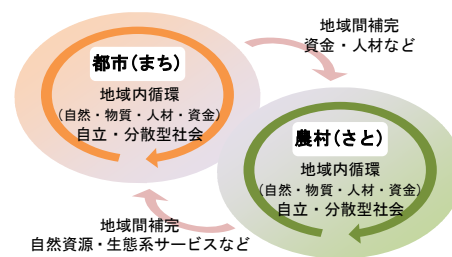 地域間補完
資金・人材など
都市(まち)
地域内循環
(自然・物質・人材・資金)
自立・分散型社会
農村(さと)
地域内循環
(自然・物質・人材・資金)
自立・分散型社会
地域間補完
自然資源・生態系サービスなど